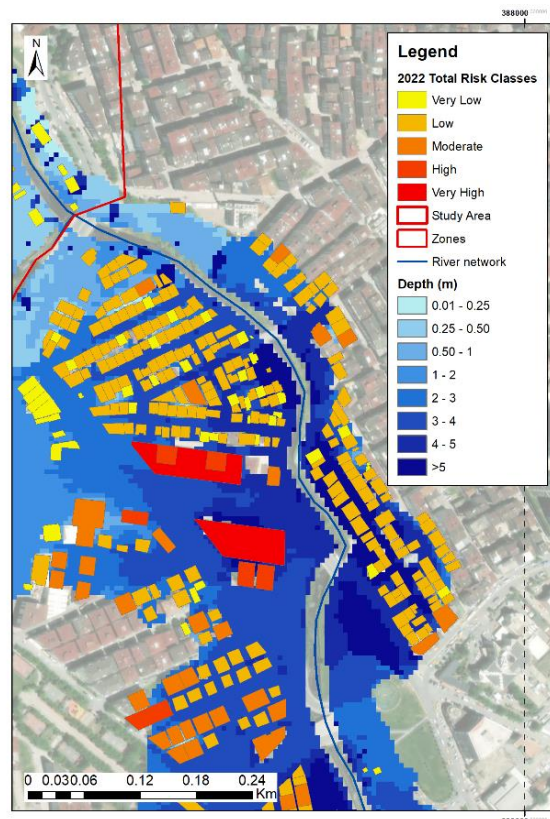 388000
N
Legend
2022 Total Risk Classes
Very Low
Low
Moderate
High
Very High
Study Area
Zones
River network
Depth (m)
0.01 - 0.25
0.25 - 0.50
0.50 - 1
1 - 2
2 - 3
3 - 4
4 - 5
>5
0 0.030.06 0.12 0.18 0.24
Km